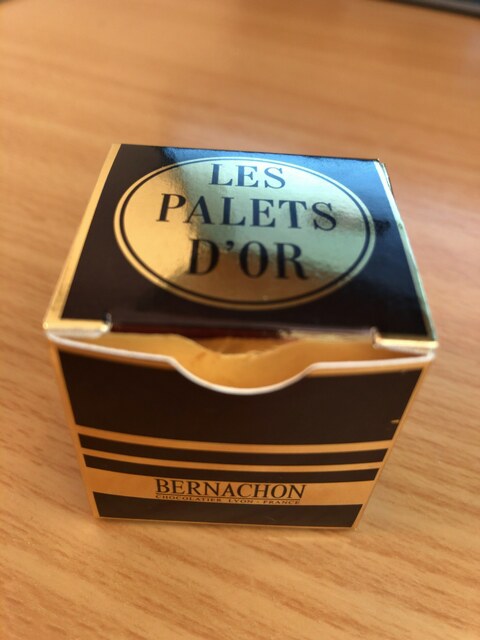 LES
PALETS
D'OR
BERNACHON
CHOCOLATIER LYON - FRANCE